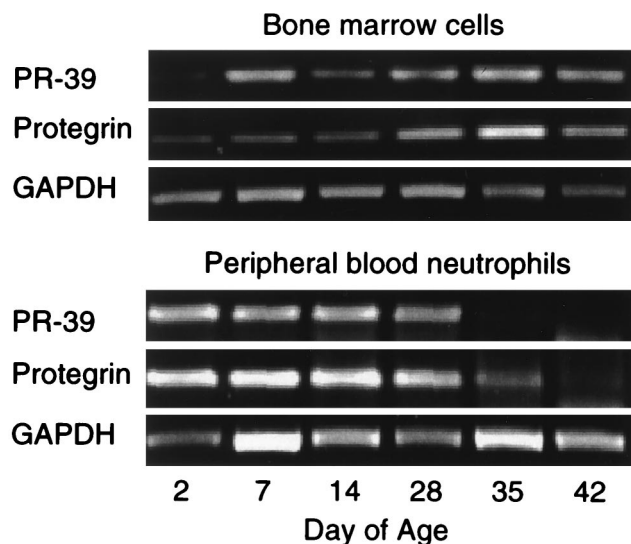 Bone marrow cells
PR-39
Protegrin
GAPDH
Peripheral blood neutrophils
PR-39
Protegrin
GAPDH
2 7 14 28 35 42
Day of Age